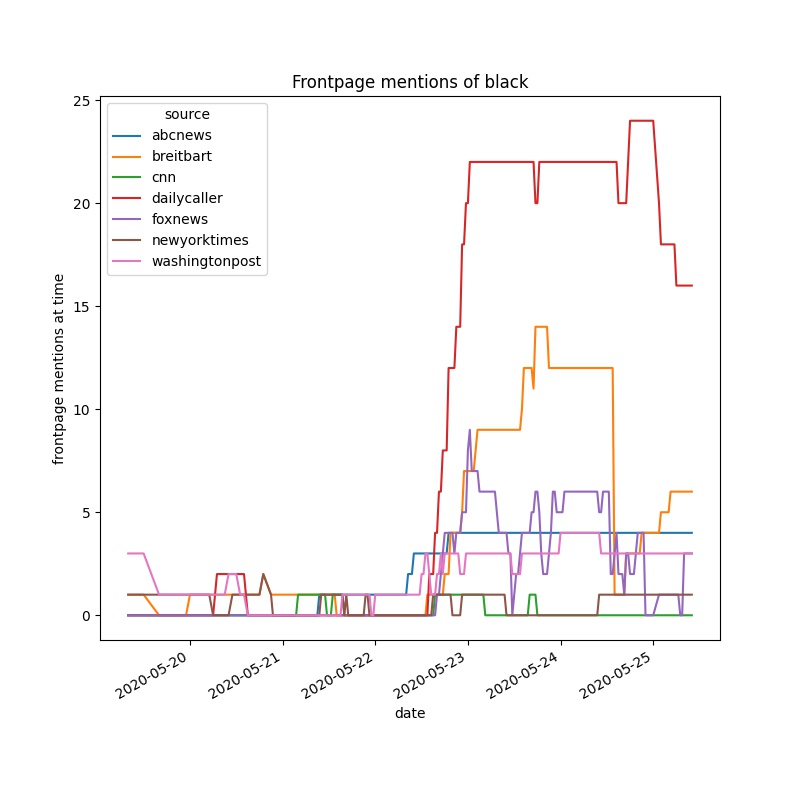 Frontpage mentions of black
source
abcnews
breitbart
cnn
dailycaller
foxnews
newyorktimes
washingtonpost
25
20
15
10
5
0
frontpage mentions at time
2020-05-20
2020-05-21
2020-05-22
2020-05-23
2020-05-24
2020-05-25
date